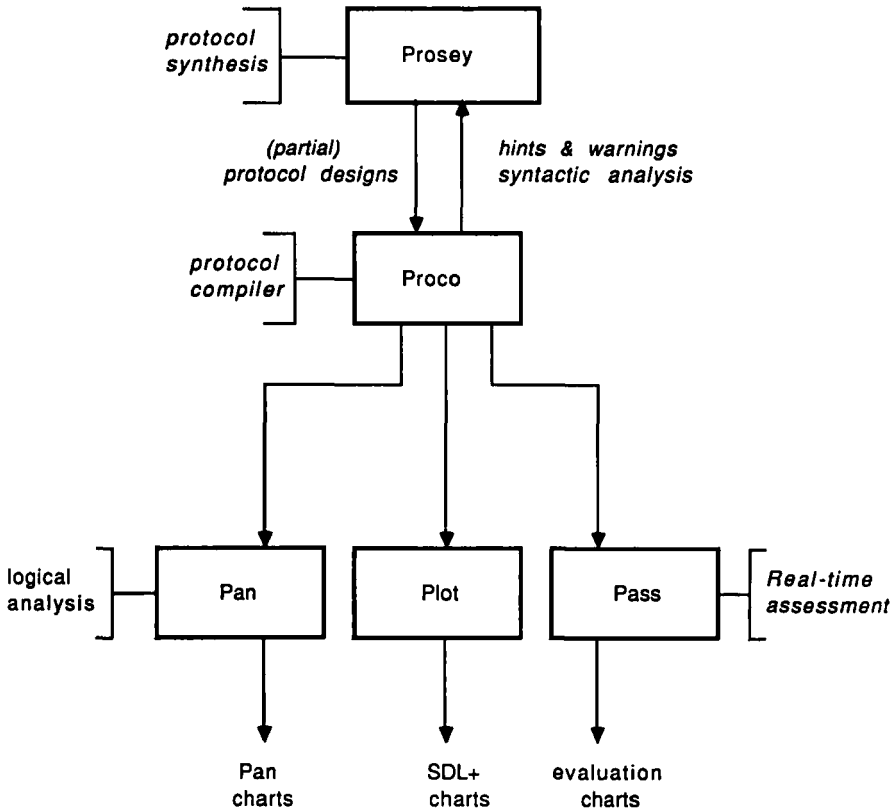 protocol
synthesis
Prosey
(partial)
protocol designs
hints & warnings
syntactic analysis
protocol
compiler
Proco
logical
analysis
Pan
Plot
Pass
Real-time
assessment
Pan
charts
SDL+
charts
evaluation
charts